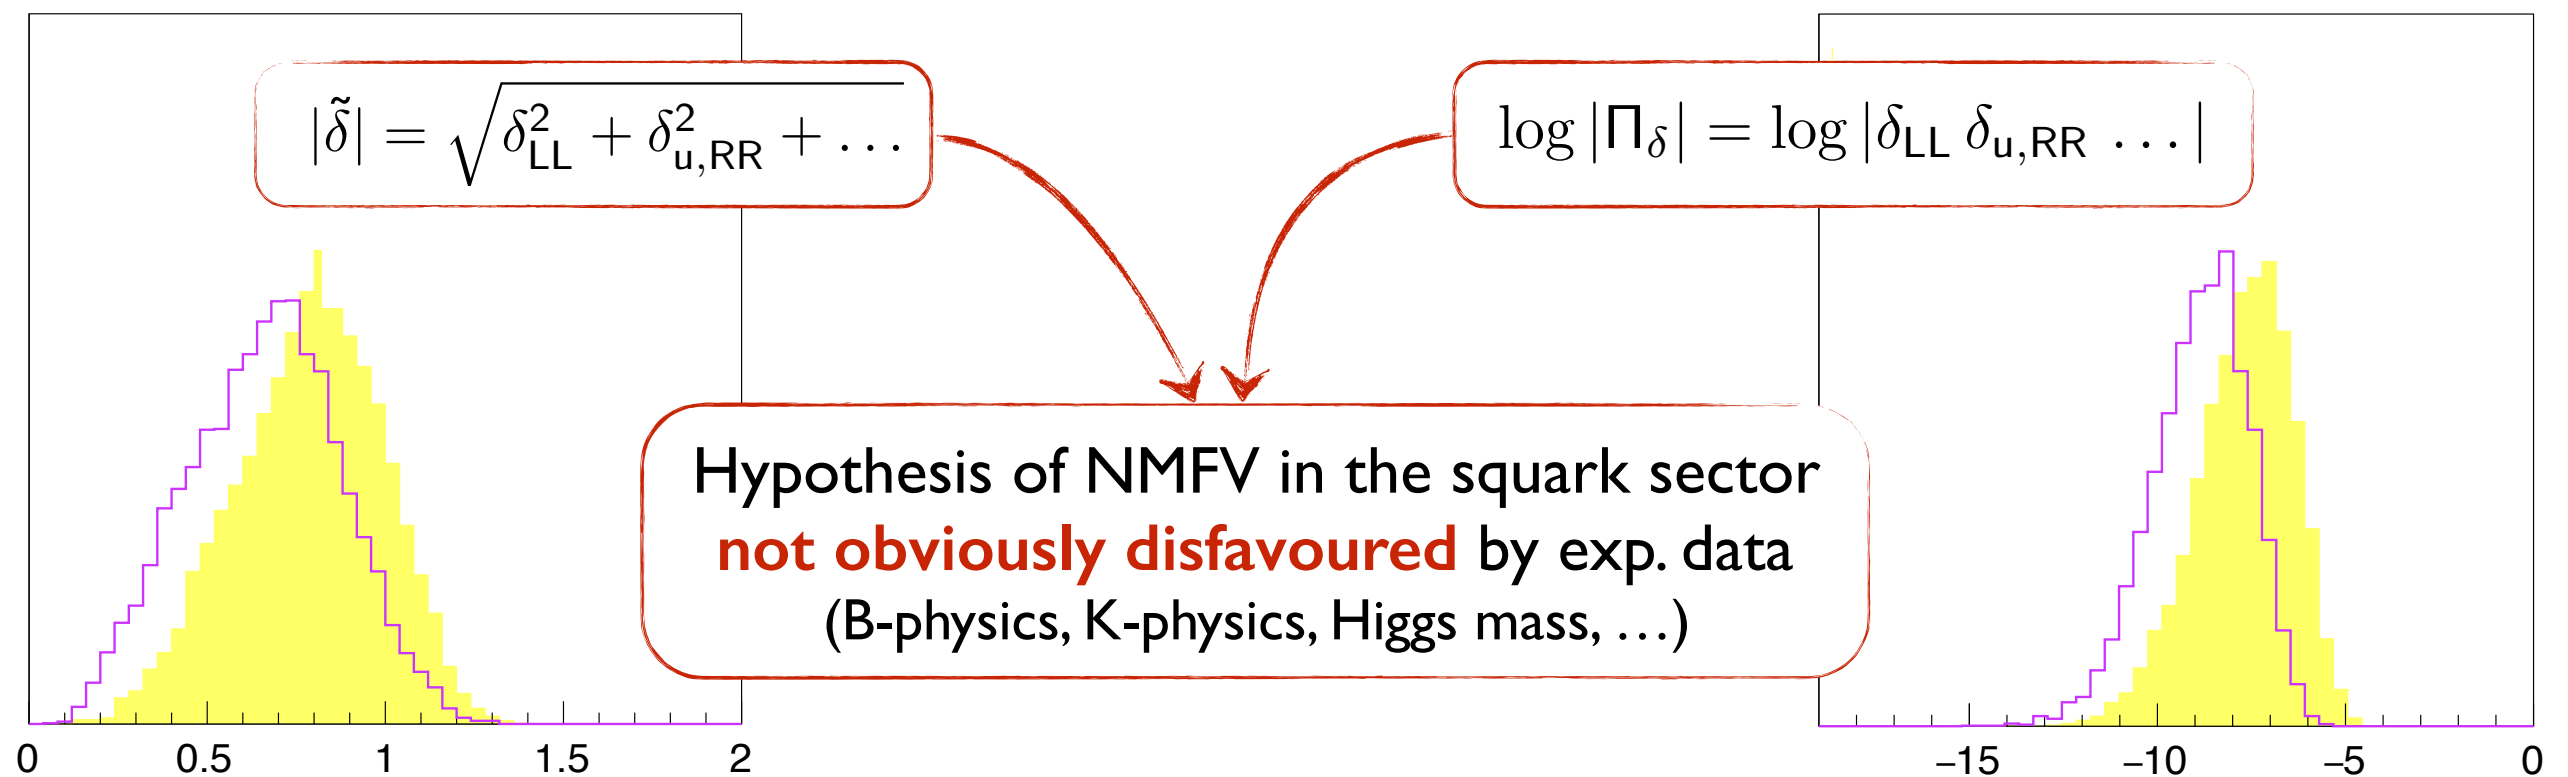 |δ̃| = √(δ²_LL + δ²_u,RR + …)
log |Π_δ| = log |δ_LL δ_u,RR …|
Hypothesis of NMFV in the squark sector
not obviously disfavoured by exp. data
(B-physics, K-physics, Higgs mass, …)
0 0.5 1 1.5 2
−15 −10 −5 0